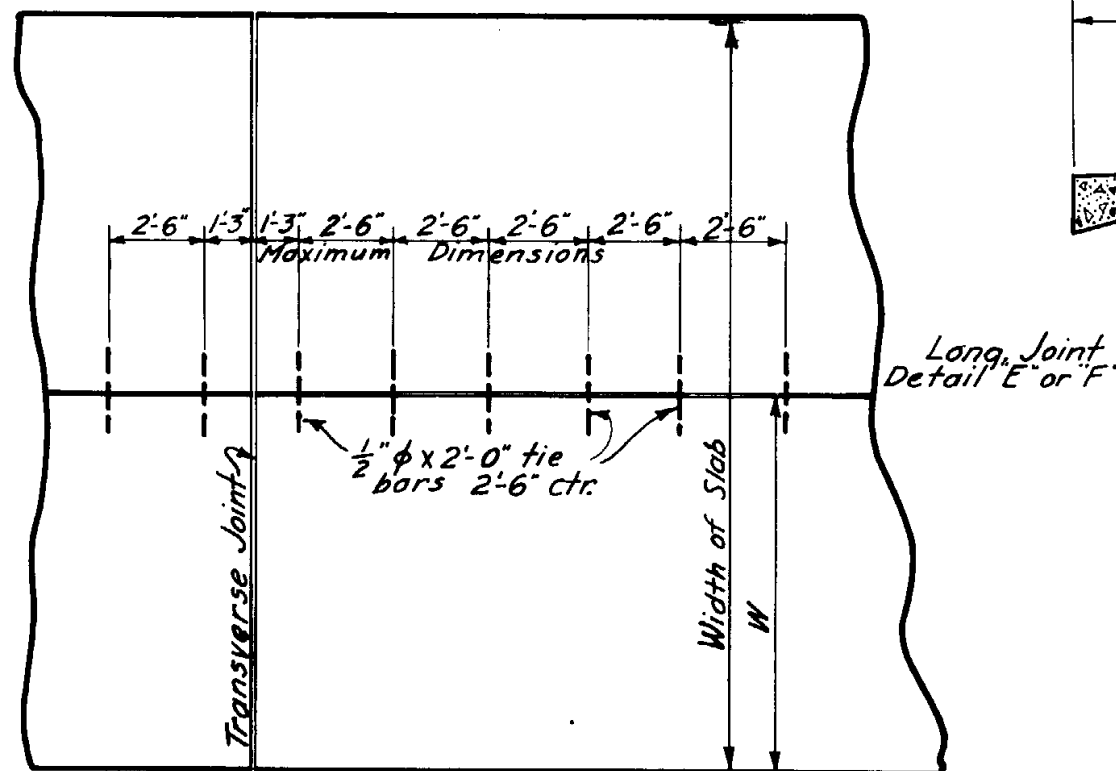 2'-6" 1'-3" 1'-3" 2'-6" 2'-6" 2'-6" 2'-6" 2'-6"
Maximum Dimensions
Long. Joint
Detail "E" or "F"
1/2" φ x 2'-0" tie
bars 2'-6" ctr.
Transverse Joint
Width of Slab
W